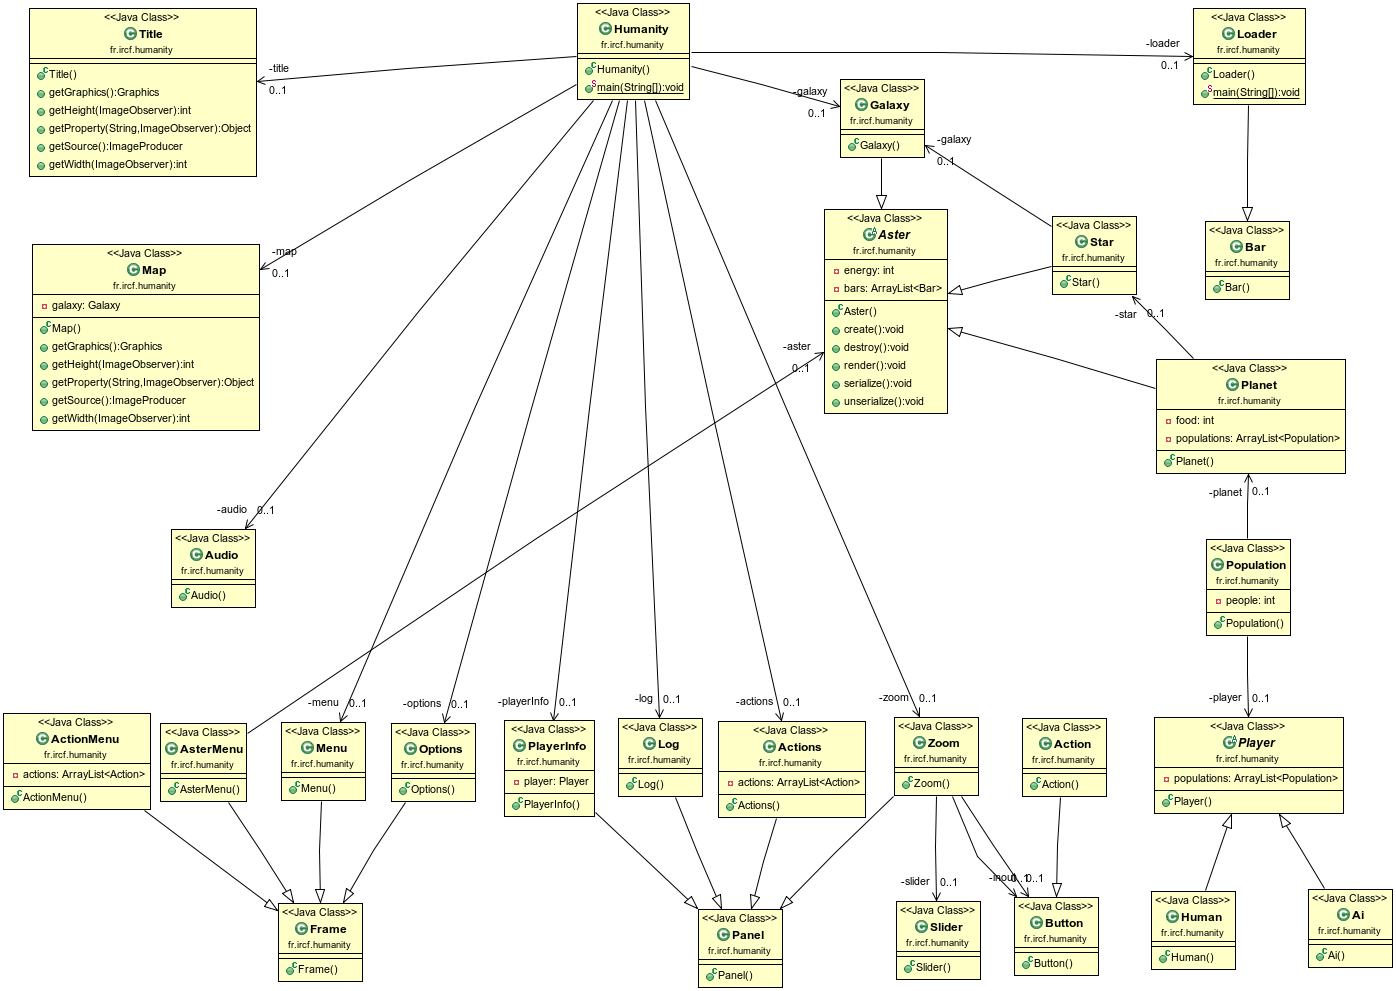 <<Java Class>>
Title
fr.ircf.humanity
Title()
getGraphics():Graphics
getHeight(ImageObserver):int
getProperty(String,ImageObserver):Object
getSource():ImageProducer
getWidth(ImageObserver):int
-title
0..1
<<Java Class>>
Humanity
fr.ircf.humanity
Humanity()
main(String[]):void
-loader
0..1
<<Java Class>>
Loader
fr.ircf.humanity
Loader()
main(String[]):void
-galaxy
0..1
<<Java Class>>
Galaxy
fr.ircf.humanity
Galaxy()
-galaxy
0..1
<<Java Class>>
Map
fr.ircf.humanity
galaxy: Galaxy
Map()
getGraphics():Graphics
getHeight(ImageObserver):int
getProperty(String,ImageObserver):Object
getSource():ImageProducer
getWidth(ImageObserver):int
-map
0..1
<<Java Class>>
Aster
fr.ircf.humanity
energy: int
bars: ArrayList<Bar>
Aster()
create():void
destroy():void
render():void
serialize():void
unserialize():void
-aster
0..1
<<Java Class>>
Star
fr.ircf.humanity
Star()
-star
0..1
<<Java Class>>
Bar
fr.ircf.humanity
Bar()
<<Java Class>>
Planet
fr.ircf.humanity
food: int
populations: ArrayList<Population>
Planet()
-planet
0..1
-audio
0..1
<<Java Class>>
Audio
fr.ircf.humanity
Audio()
<<Java Class>>
Population
fr.ircf.humanity
people: int
Population()
-player
0..1
-menu
0..1
-options
0..1
-playerInfo
0..1
-log
0..1
-actions
0..1
-zoom
0..1
<<Java Class>>
ActionMenu
fr.ircf.humanity
actions: ArrayList<Action>
ActionMenu()
<<Java Class>>
AsterMenu
fr.ircf.humanity
AsterMenu()
<<Java Class>>
Menu
fr.ircf.humanity
Menu()
<<Java Class>>
Options
fr.ircf.humanity
Options()
<<Java Class>>
PlayerInfo
fr.ircf.humanity
player: Player
PlayerInfo()
<<Java Class>>
Log
fr.ircf.humanity
Log()
<<Java Class>>
Actions
fr.ircf.humanity
actions: ArrayList<Action>
Actions()
<<Java Class>>
Zoom
fr.ircf.humanity
Zoom()
<<Java Class>>
Action
fr.ircf.humanity
Action()
<<Java Class>>
Player
fr.ircf.humanity
populations: ArrayList<Population>
Player()
-slider
0..1
0..1
<<Java Class>>
Frame
fr.ircf.humanity
Frame()
<<Java Class>>
Panel
fr.ircf.humanity
Panel()
<<Java Class>>
Slider
fr.ircf.humanity
Slider()
<<Java Class>>
Button
fr.ircf.humanity
Button()
<<Java Class>>
Human
fr.ircf.humanity
Human()
<<Java Class>>
Ai
fr.ircf.humanity
Ai()